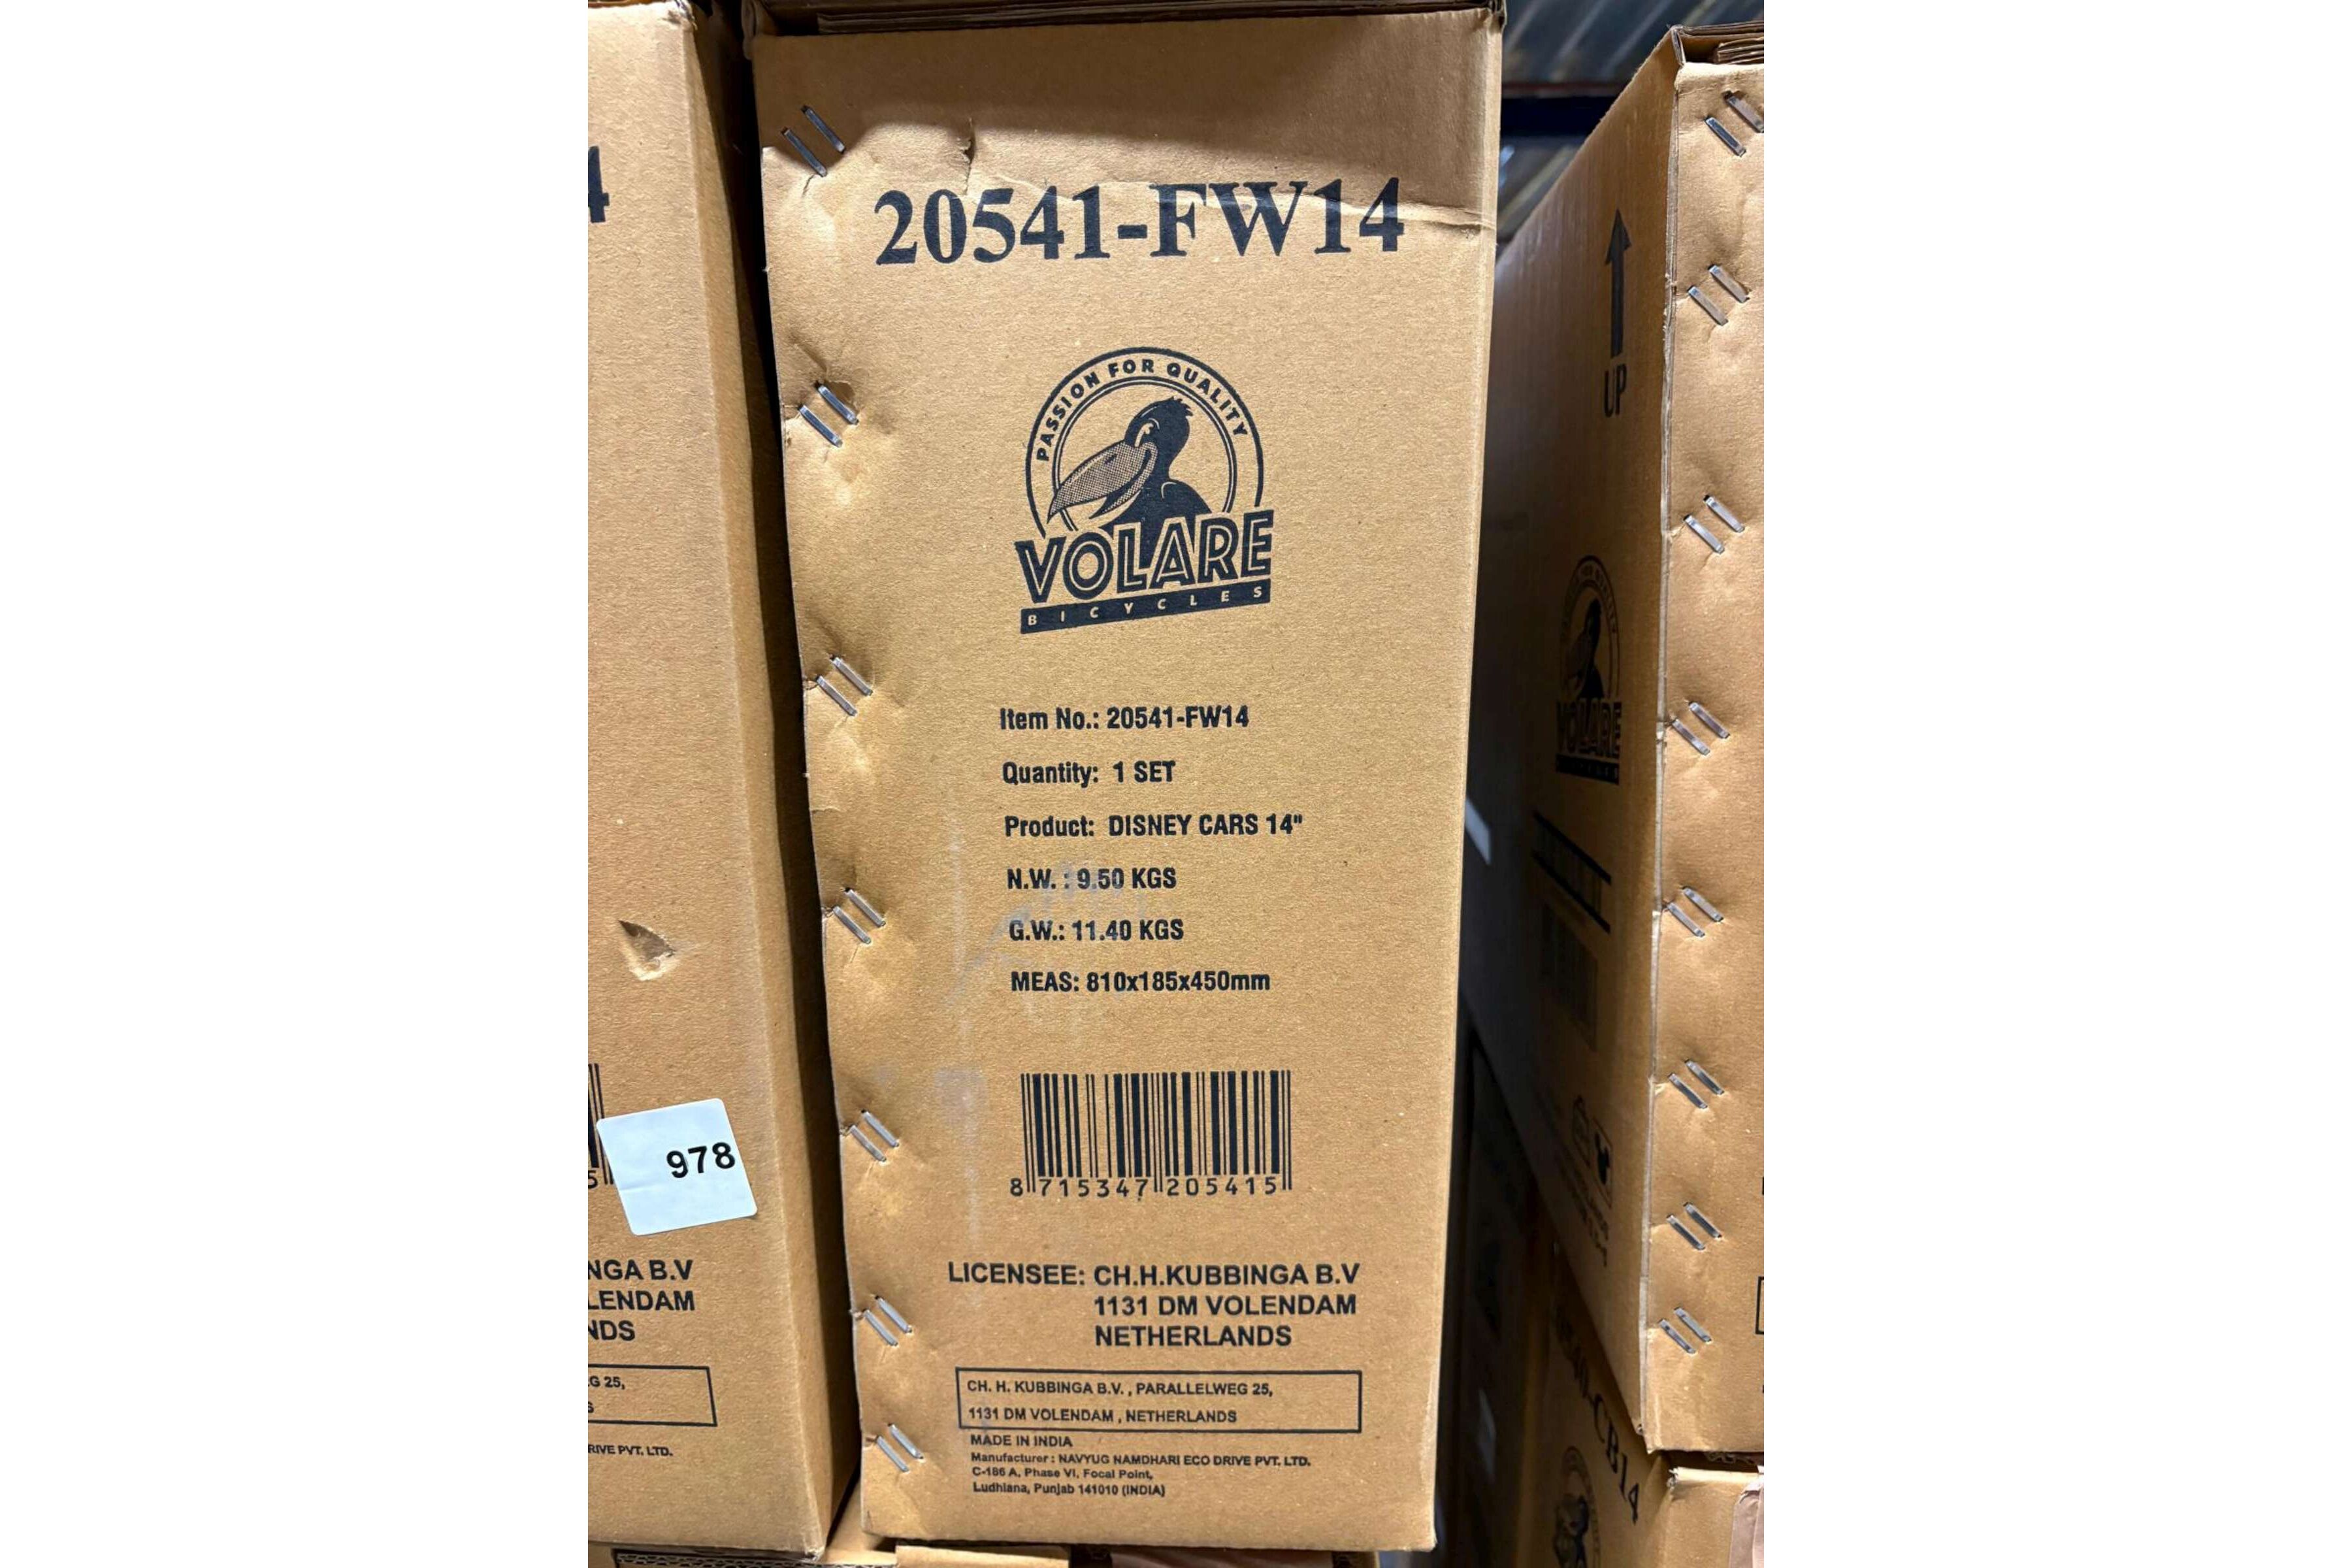 4
978
5
NGA B.V
LENDAM
NDS
G 25,
S
RIVE PVT. LTD.
20541-FW14
PASSION FOR QUALITY
VOLARE
BICYCLES
Item No.: 20541-FW14
Quantity: 1 SET
Product: DISNEY CARS 14"
N.W. : 9.50 KGS
G.W.: 11.40 KGS
MEAS: 810x185x450mm
8 715347 205415
LICENSEE: CH.H.KUBBINGA B.V
1131 DM VOLENDAM
NETHERLANDS
CH. H. KUBBINGA B.V. , PARALLELWEG 25,
1131 DM VOLENDAM , NETHERLANDS
MADE IN INDIA
Manufacturer : NAVYUG NAMDHARI ECO DRIVE PVT. LTD.
C-186 A, Phase VI, Focal Point,
Ludhiana, Punjab 141010 (INDIA)
UP
VOLARE
-CB14